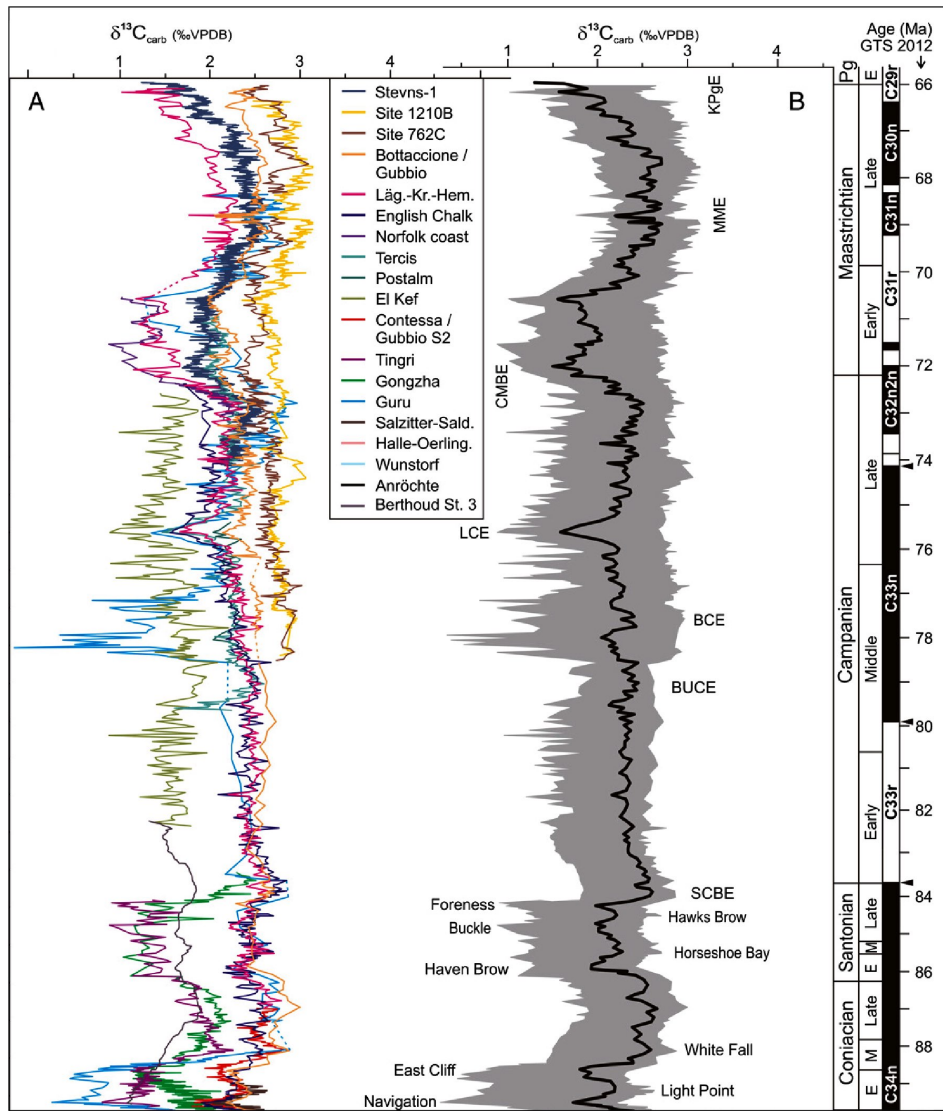 δ13Ccarb (‰VPDB)
1 2 3 4
A
Stevns-1
Site 1210B
Site 762C
Bottaccione /
Gubbio
Läg.-Kr.-Hem.
English Chalk
Norfolk coast
Tercis
Postalm
El Kef
Contessa /
Gubbio S2
Tingri
Gongzha
Guru
Salzitter-Sald.
Halle-Oerling.
Wunstorf
Anröchte
Berthoud St. 3
δ13Ccarb (‰VPDB)
1 2 3 4
B
KPgE
MME
CMBE
LCE
BCE
BUCE
SCBE
Foreness
Hawks Brow
Buckle
Horseshoe Bay
Haven Brow
White Fall
East Cliff
Light Point
Navigation
Age (Ma)
GTS 2012
Pg
E
Maastrichtian
Late
Early
Campanian
Late
Middle
Early
Santonian
Late
M
E
Coniacian
Late
M
E
C29r
C30n
C31n
C31r
C32n2n
C33n
C33r
C34n
66
68
70
72
74
76
78
80
82
84
86
88